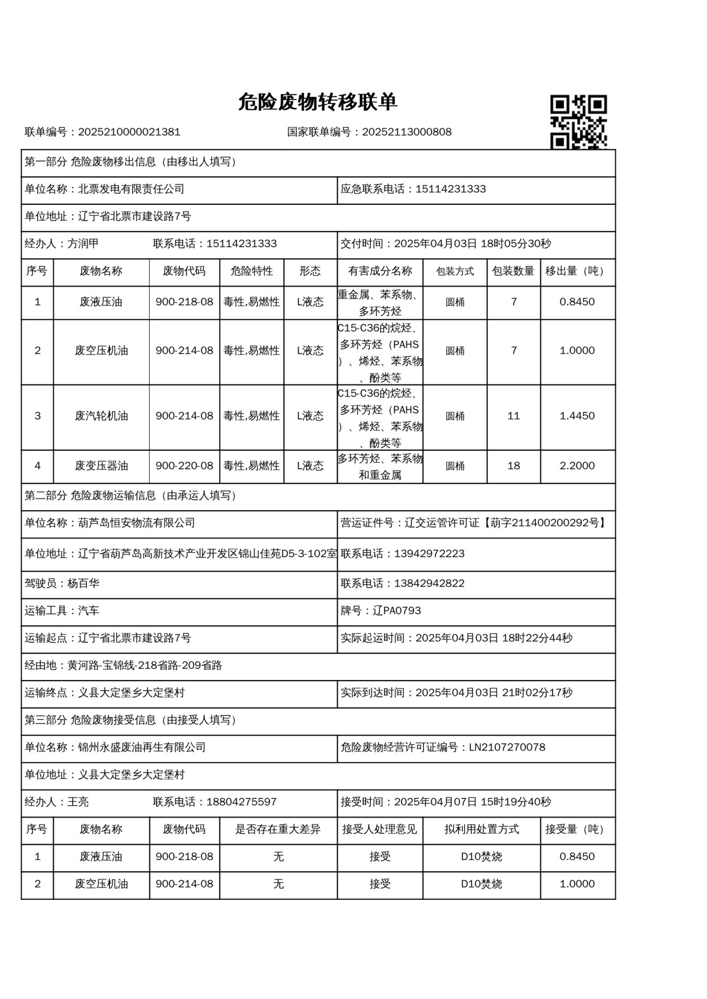 危险废物转移联单
联单编号：2025210000021381 国家联单编号：20252113000808
第一部分 危险废物移出信息（由移出人填写）
单位名称：北票发电有限责任公司 应急联系电话：15114231333
单位地址：辽宁省北票市建设路7号
经办人：方润甲 联系电话：15114231333 交付时间：2025年04月03日 18时05分30秒
序号 废物名称 废物代码 危险特性 形态 有害成分名称 包装方式 包装数量 移出量（吨）
1 废液压油 900-218-08 毒性,易燃性 L液态 重金属、苯系物、
多环芳烃 圆桶 7 0.8450
2 废空压机油 900-214-08 毒性,易燃性 L液态 C15-C36的烷烃、
多环芳烃（PAHS
）、烯烃、苯系物
、酚类等 圆桶 7 1.0000
3 废汽轮机油 900-214-08 毒性,易燃性 L液态 C15-C36的烷烃、
多环芳烃（PAHS
）、烯烃、苯系物
、酚类等 圆桶 11 1.4450
4 废变压器油 900-220-08 毒性,易燃性 L液态 多环芳烃、苯系物
和重金属 圆桶 18 2.2000
第二部分 危险废物运输信息（由承运人填写）
单位名称：葫芦岛恒安物流有限公司 营运证件号：辽交运管许可证【葫字211400200292号】
单位地址：辽宁省葫芦岛高新技术产业开发区锦山佳苑D5-3-102室 联系电话：13942972223
驾驶员：杨百华 联系电话：13842942822
运输工具：汽车 牌号：辽PA0793
运输起点：辽宁省北票市建设路7号 实际起运时间：2025年04月03日 18时22分44秒
经由地：黄河路-宝锦线-218省路-209省路
运输终点：义县大定堡乡大定堡村 实际到达时间：2025年04月03日 21时02分17秒
第三部分 危险废物接受信息（由接受人填写）
单位名称：锦州永盛废油再生有限公司 危险废物经营许可证编号：LN2107270078
单位地址：义县大定堡乡大定堡村
经办人：王亮 联系电话：18804275597 接受时间：2025年04月07日 15时19分40秒
序号 废物名称 废物代码 是否存在重大差异 接受人处理意见 拟利用处置方式 接受量（吨）
1 废液压油 900-218-08 无 接受 D10焚烧 0.8450
2 废空压机油 900-214-08 无 接受 D10焚烧 1.0000